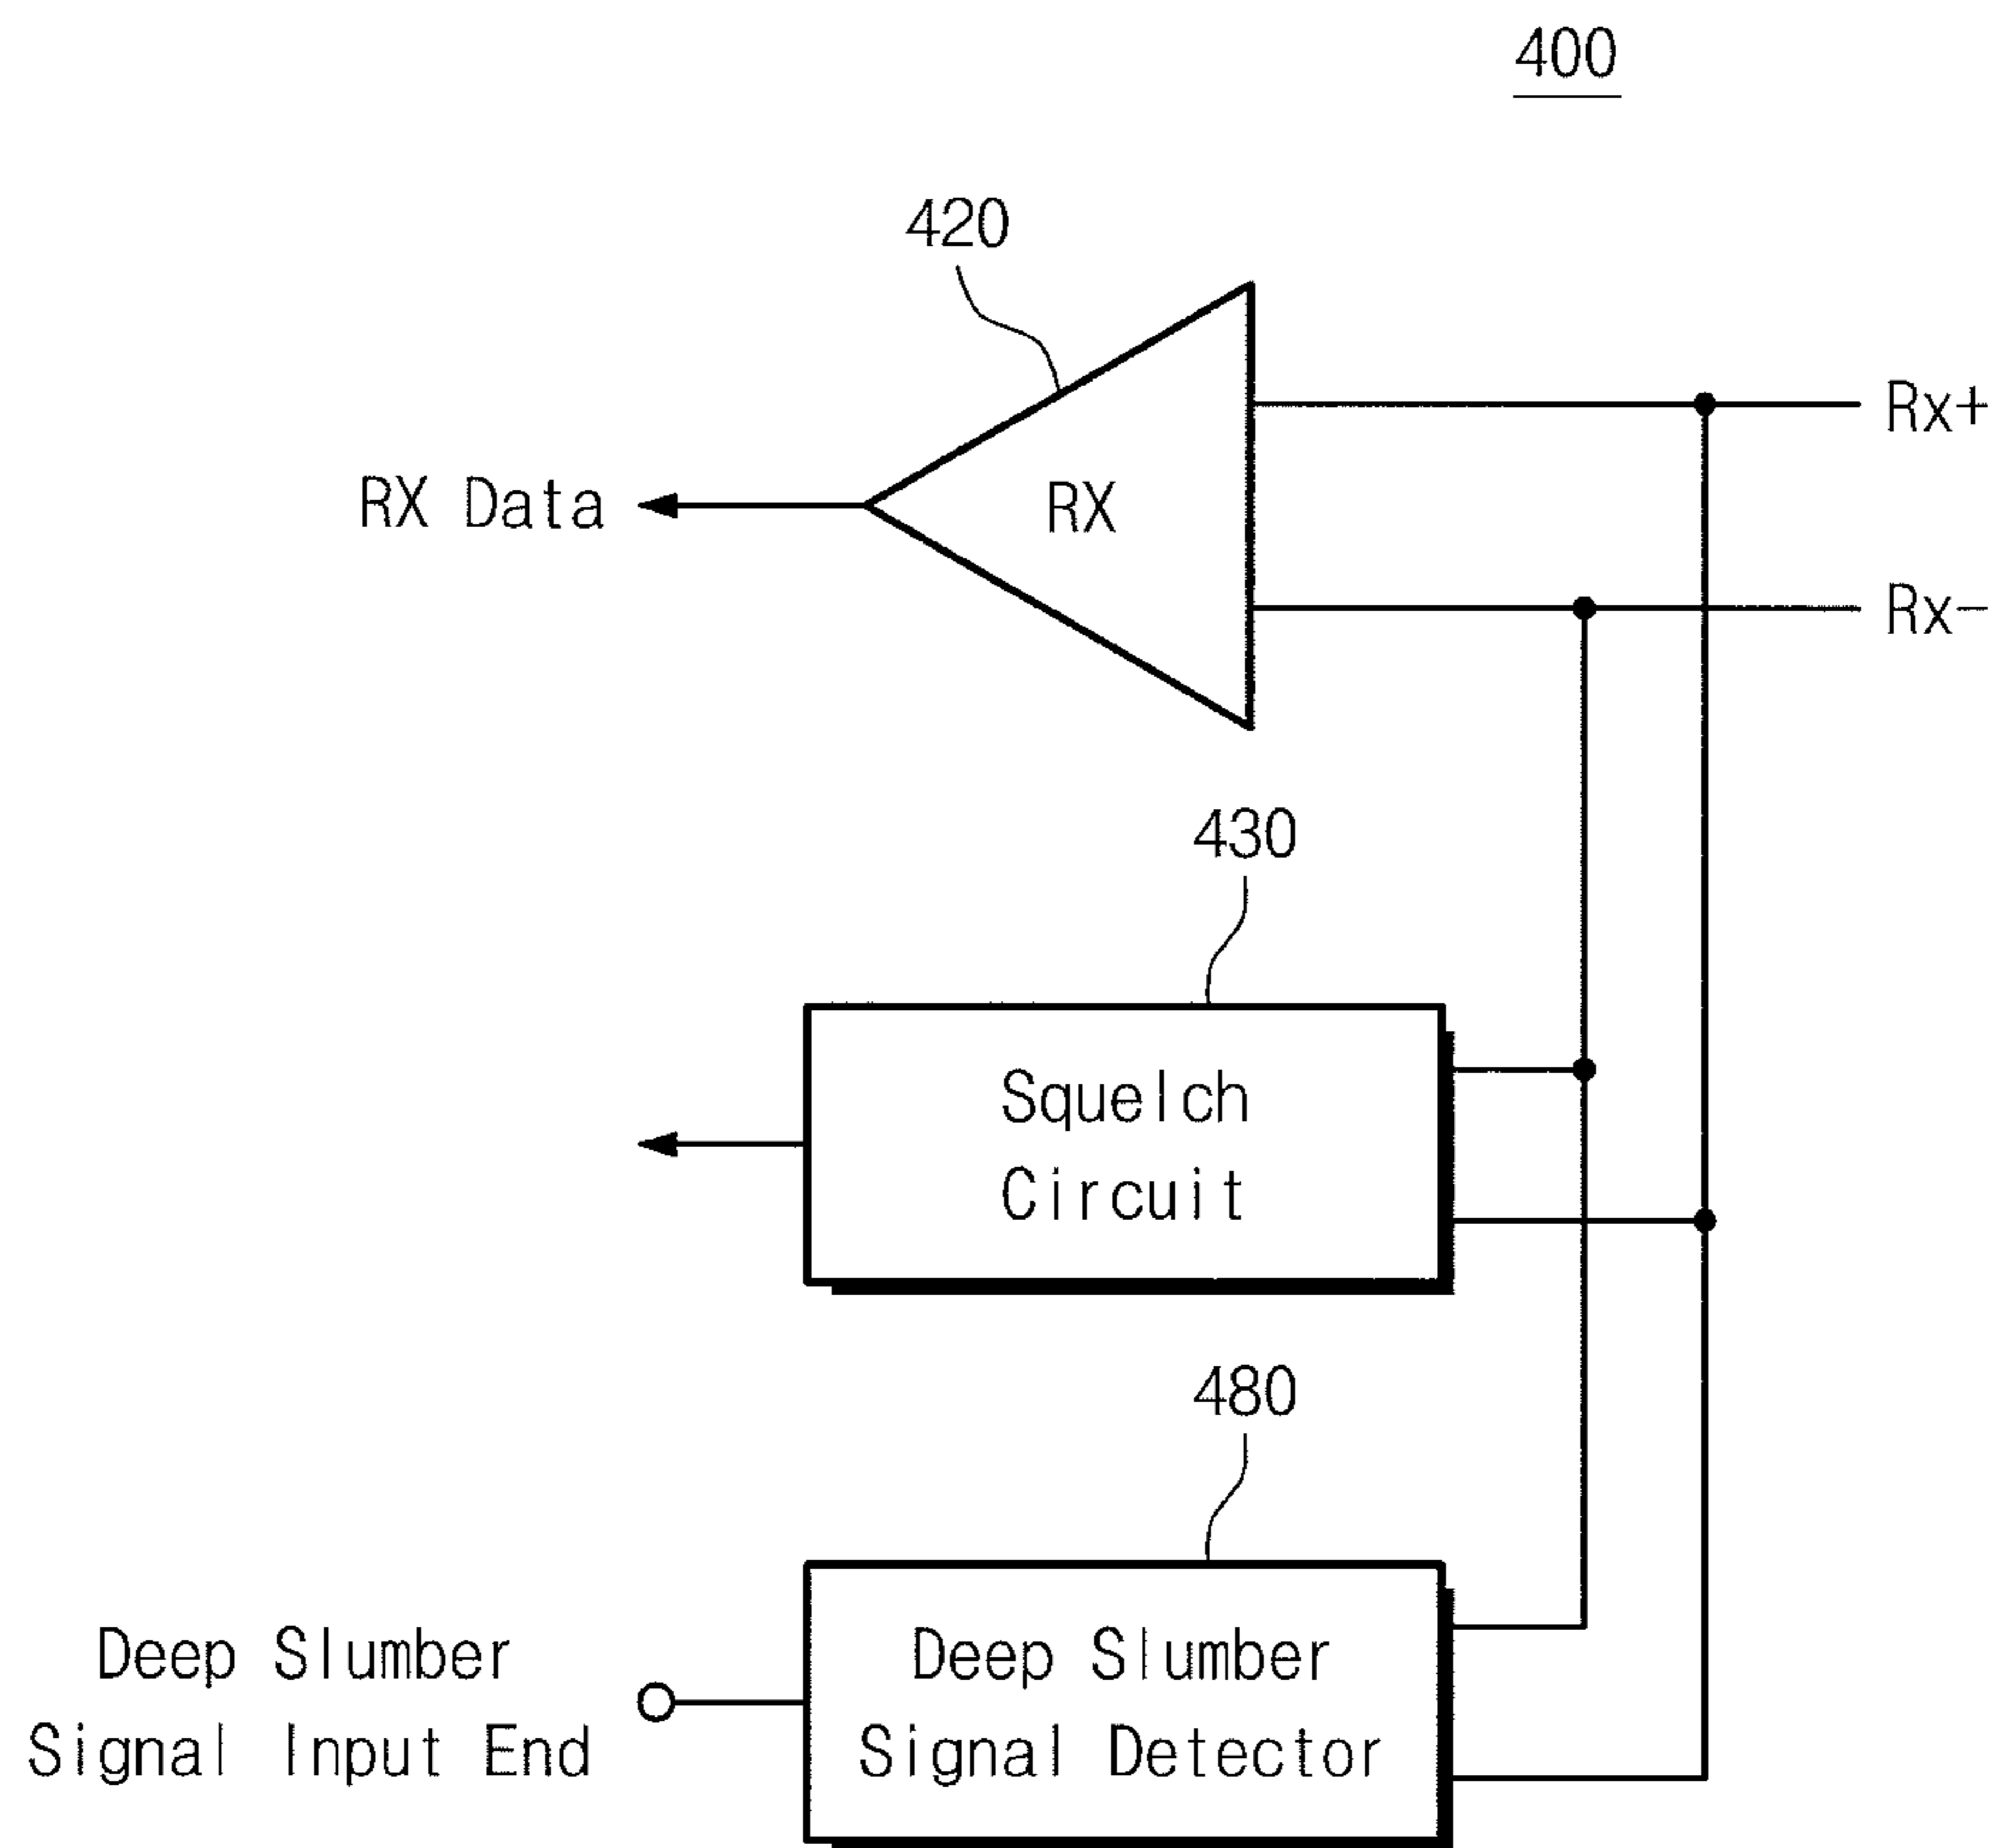 400
420
Rx+
RX Data
RX
Rx-
430
Squelch
Circuit
480
Deep Slumber
Signal Input End
Deep Slumber
Signal Detector